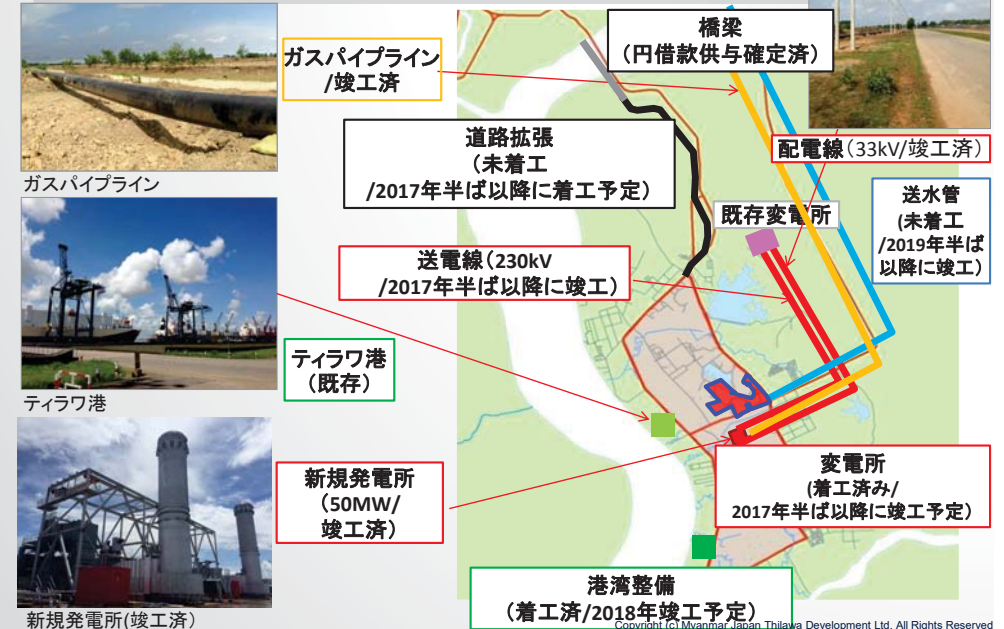 ガスパイプライン
/竣工済
橋梁
（円借款供与確定済）
道路拡張
（未着工
/2017年半ば以降に着工予定）
配電線（33kV/竣工済）
ガスパイプライン
既存変電所
送水管
（未着工
/2019年半ば
以降に竣工）
送電線（230kV
/2017年半ば以降に竣工）
ティラワ港
（既存）
ティラワ港
新規発電所
（50MW/
竣工済）
変電所
(着工済み/
2017年半ば以降に竣工予定）
港湾整備
（着工済/2018年竣工予定）
新規発電所(竣工済）
Copyright (c) Myanmar Japan Thilawa Development Ltd. All Rights Reserved